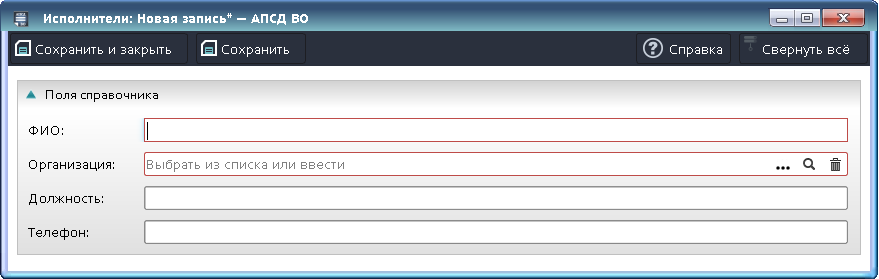 Исполнители: Новая запись* — АПСД ВО
Сохранить и закрыть Сохранить Справка Свернуть всё
Поля справочника
ФИО:
Организация: Выбрать из списка или ввести ...
Должность:
Телефон: